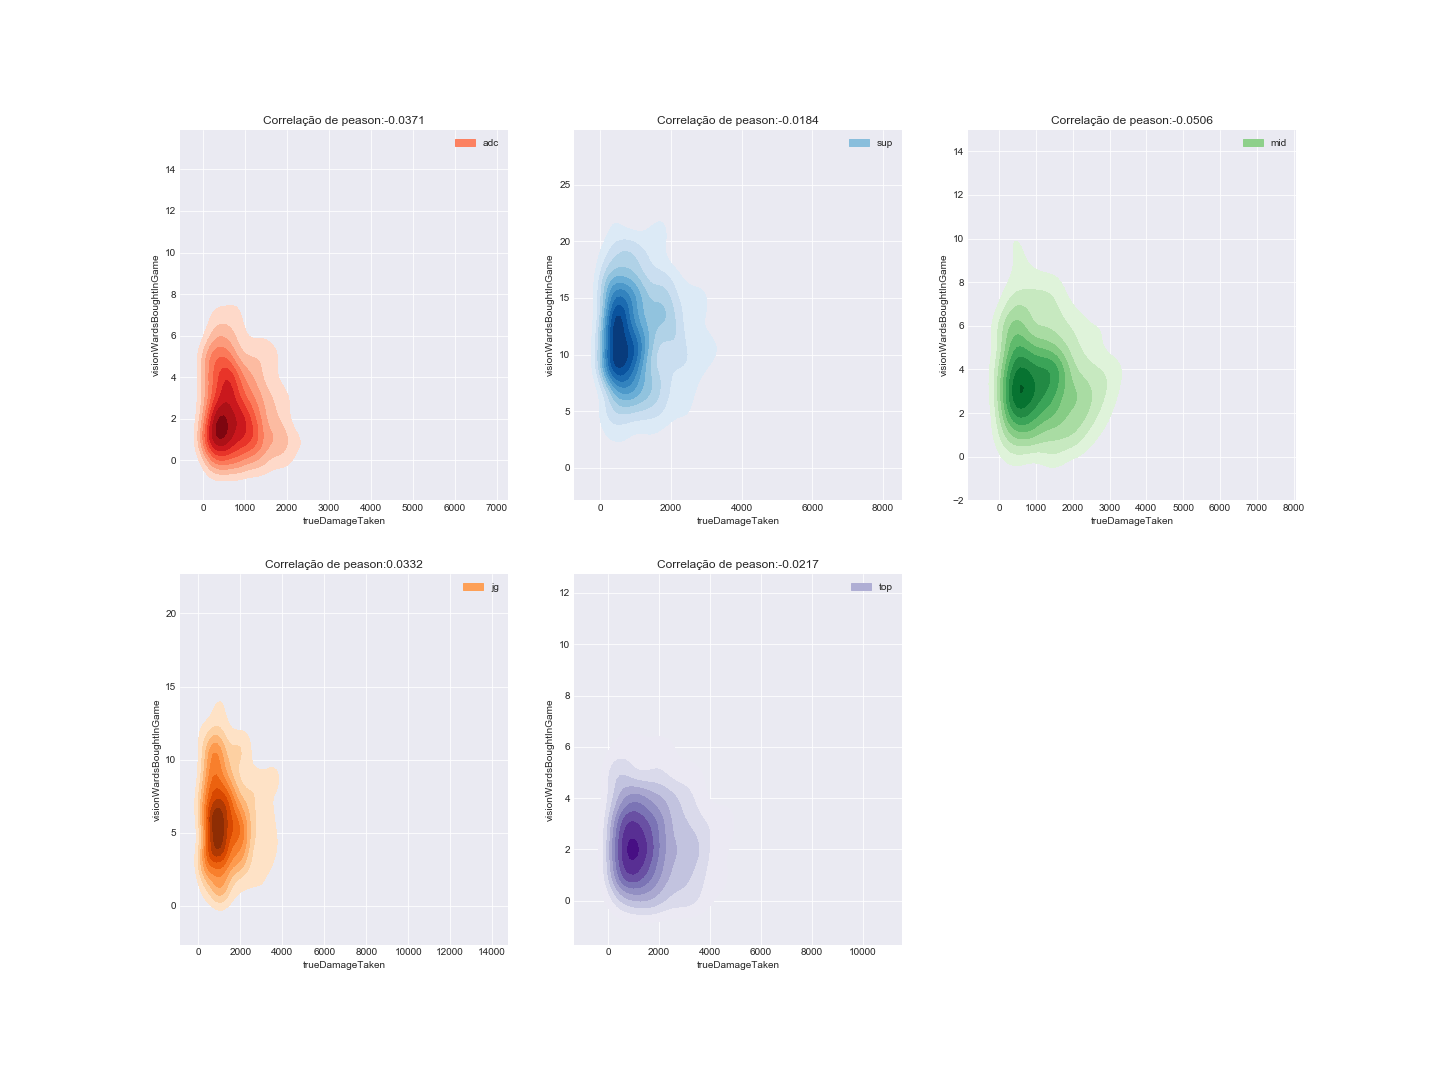 Correlação de peason:-0.0371
adc
visionWardsBoughtInGame
14
12
10
8
6
4
2
0
0 1000 2000 3000 4000 5000 6000 7000
trueDamageTaken
Correlação de peason:-0.0184
sup
visionWardsBoughtInGame
25
20
15
10
5
0
0 2000 4000 6000 8000
trueDamageTaken
Correlação de peason:-0.0506
mid
visionWardsBoughtInGame
14
12
10
8
6
4
2
0
−2
0 1000 2000 3000 4000 5000 6000 7000 8000
trueDamageTaken
Correlação de peason:0.0332
jg
visionWardsBoughtInGame
20
15
10
5
0
0 2000 4000 6000 8000 10000 12000 14000
trueDamageTaken
Correlação de peason:-0.0217
top
visionWardsBoughtInGame
12
10
8
6
4
2
0
0 2000 4000 6000 8000 10000
trueDamageTaken